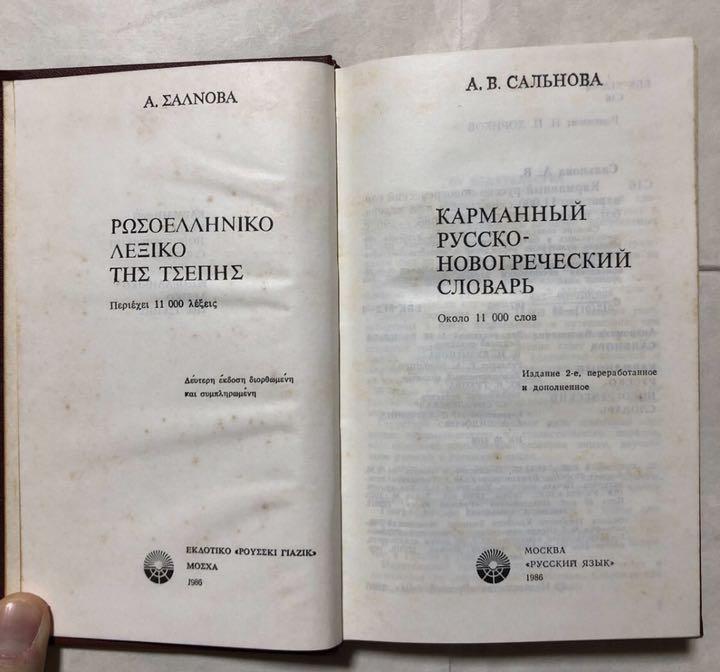 Α. ΣΑΛΝΟΒΑ
ΡΩΣΟΕΛΛΗΝΙΚΟ
ΛΕΞΙΚΟ
ΤΗΣ ΤΣΕΠΗΣ
Περιέχει 11 000 λέξεις
Δεύτερη έκδοση διορθωμένη
και συμπληρωμένη
ΕΚΔΟΤΙΚΟ «ΡΟΥΣΣΚΙ ΓΙΑΖΙΚ»
ΜΟΣΧΑ
1986
А. В. САЛЬНОВА
КАРМАННЫЙ
РУССКО-
НОВОГРЕЧЕСКИЙ
СЛОВАРЬ
Около 11 000 слов
Издание 2-е, переработанное
и дополненное
МОСКВА
«РУССКИЙ ЯЗЫК»
1986